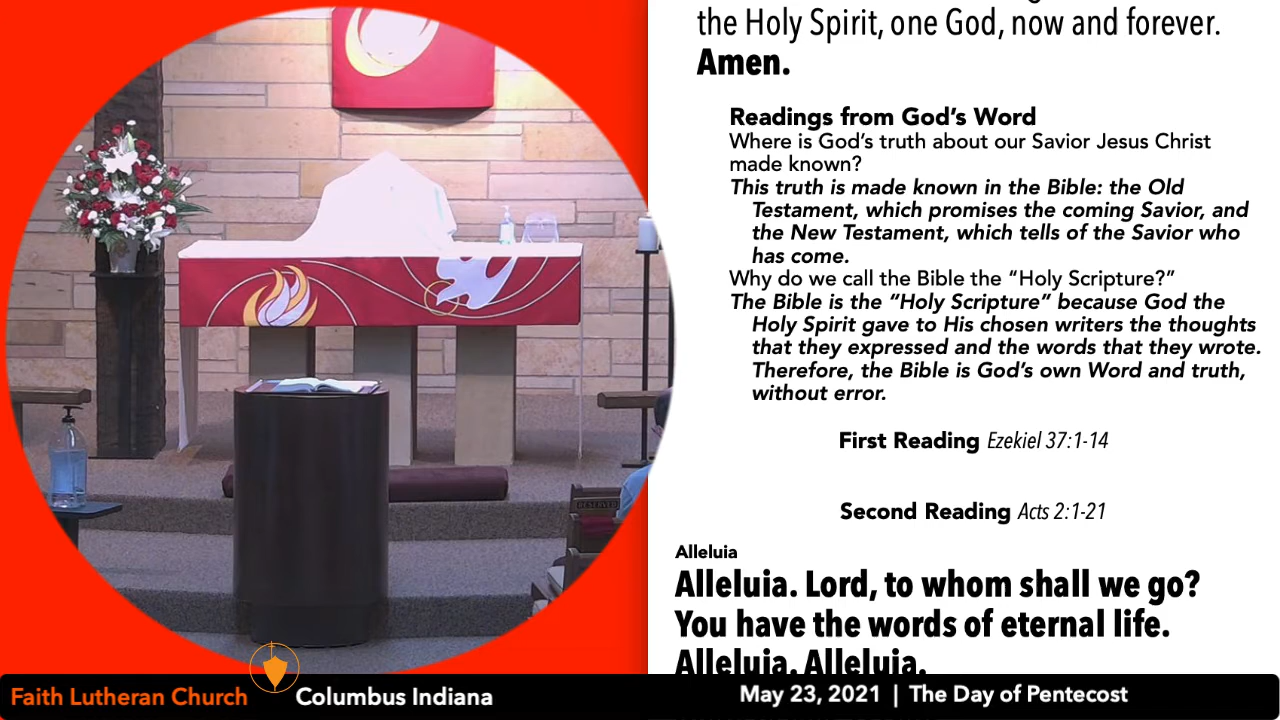 the Holy Spirit, one God, now and forever.
Amen.
Readings from God's Word
Where is God's truth about our Savior Jesus Christ
made known?
This truth is made known in the Bible: the Old
Testament, which promises the coming Savior, and
the New Testament, which tells of the Savior who
has come.
Why do we call the Bible the “Holy Scripture?”
The Bible is the “Holy Scripture” because God the
Holy Spirit gave to His chosen writers the thoughts
that they expressed and the words that they wrote.
Therefore, the Bible is God's own Word and truth,
without error.
First Reading Ezekiel 37:1-14
Second Reading Acts 2:1-21
Alleluia
Alleluia. Lord, to whom shall we go?
You have the words of eternal life.
Alleluia. Alleluia.
RESERVED
Faith Lutheran Church Columbus Indiana
May 23, 2021 | The Day of Pentecost